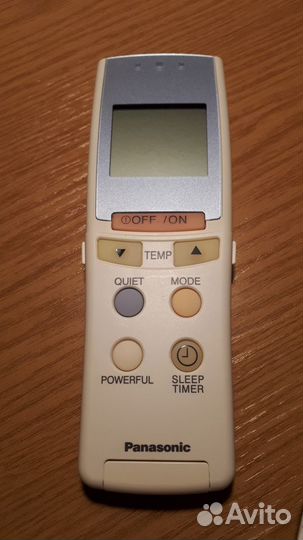 OFF /ON
TEMP
QUIET MODE
POWERFUL SLEEP
TIMER
Panasonic
Avito